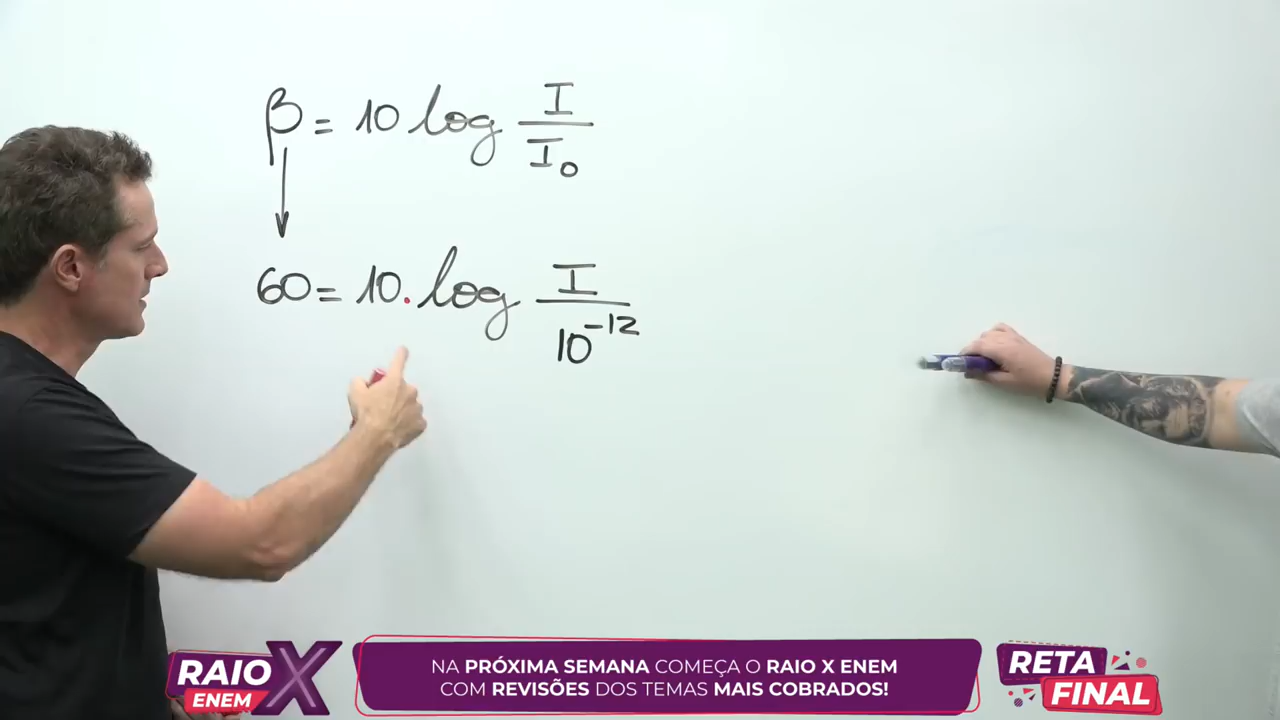 β = 10 log I/I₀
60 = 10 . log I/10⁻¹²
RAIO X
ENEM
NA PRÓXIMA SEMANA COMEÇA O RAIO X ENEM
COM REVISÕES DOS TEMAS MAIS COBRADOS!
RETA
FINAL